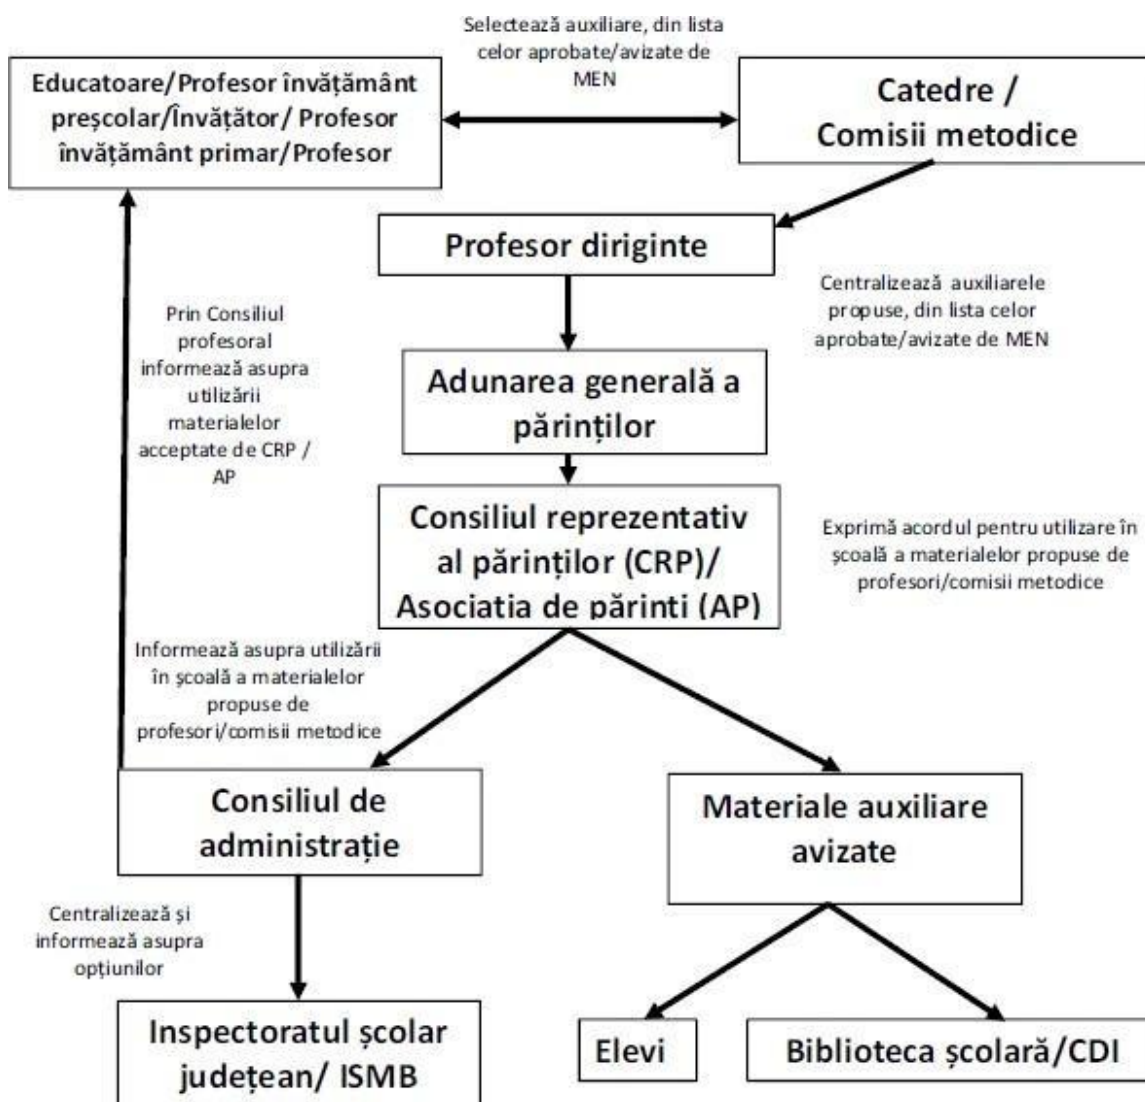 Selectează auxiliare, din lista
celor aprobate/avizate de
MEN
Educatoare/Profesor învățământ
preșcolar/Învățător/ Profesor
învățământ primar/Profesor
Catedre /
Comisii metodice
Profesor diriginte
Centralizează auxiliarele
propuse, din lista celor
aprobate/avizate de MEN
Prin Consiliul
profesoral
informează asupra
utilizării
materialelor
acceptate de CRP /
AP
Adunarea generală a
părinților
Consiliul reprezentativ
al părinților (CRP)/
Asociatia de părinti (AP)
Exprimă acordul pentru utilizare în
școală a materialelor propuse de
profesori/comisii metodice
Informează asupra utilizării
în școală a materialelor
propuse de
profesori/comisii metodice
Consiliul de
administrație
Materiale auxiliare
avizate
Centralizează și
informează asupra
opțiunilor
Inspectoratul școlar
județean/ ISMB
Elevi
Biblioteca școlară/CDI